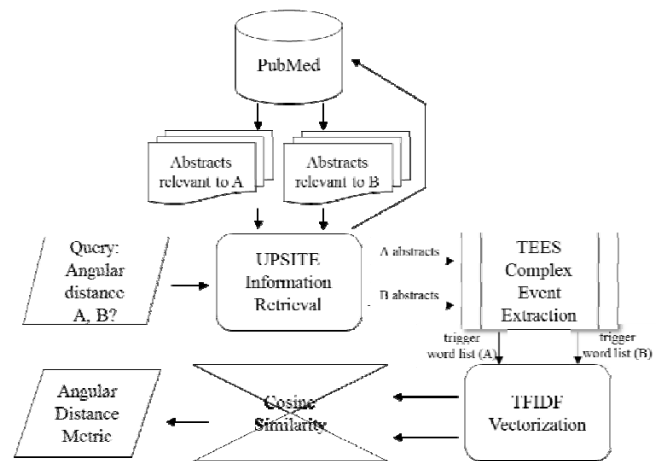 PubMed
Abstracts
relevant to A
Abstracts
relevant to B
Query:
Angular
distance
A, B?
UPSITE
Information
Retrieval
A abstracts
B abstracts
TEES
Complex
Event
Extraction
trigger
word list (A)
trigger
word list (B)
Angular
Distance
Metric
Cosine
Similarity
TFIDF
Vectorization